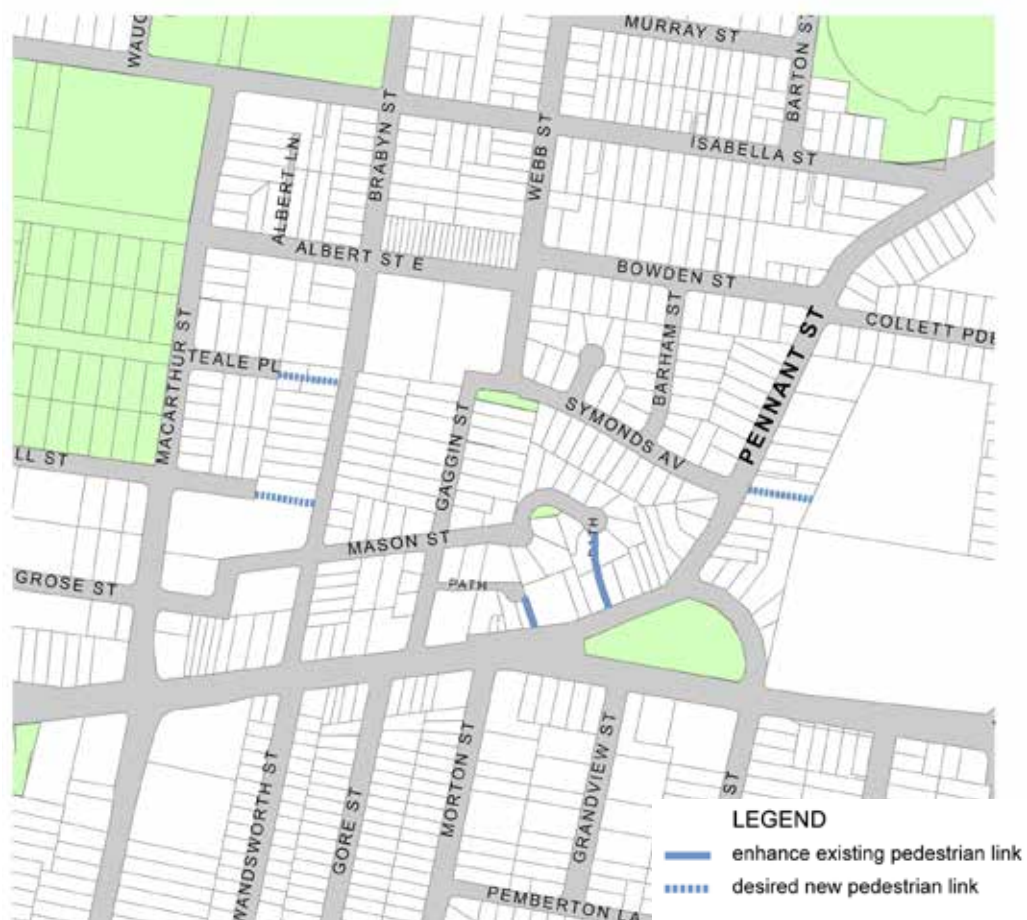 MURRAY ST
WAUG
BARTON ST
ISABELLA ST
BRABYN ST
WEBB ST
ALBERT LN
ALBERT ST E
BOWDEN ST
COLLETT PDE
BARHAM ST
PENNANT ST
MACARTHUR ST
TEALE PL
SYMONDS AV
GAGGIN ST
LL ST
MASON ST
PATH
GROSE ST
PATH
WANDSWORTH ST
GORE ST
MORTON ST
GRANDVIEW ST
ST
PEMBERTON LA
LEGEND
enhance existing pedestrian link
desired new pedestrian link